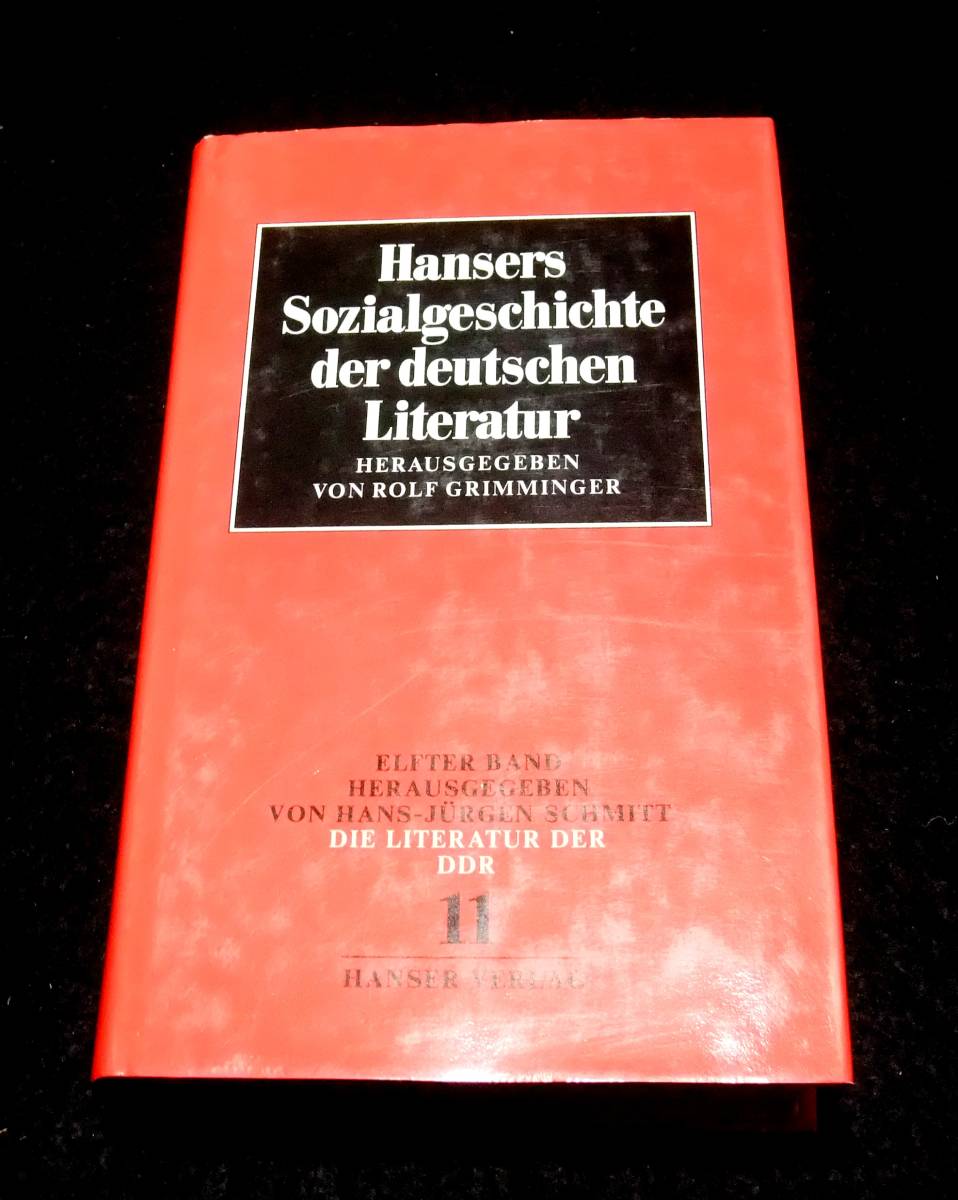 Hansers
Sozialgeschichte
der deutschen
Literatur
HERAUSGEGEBEN
VON ROLF GRIMMINGER
ELFTER BAND
HERAUSGEGEBEN
VON HANS-JÜRGEN SCHMITT
DIE LITERATUR DER
DDR
11
HANSER VERLAG